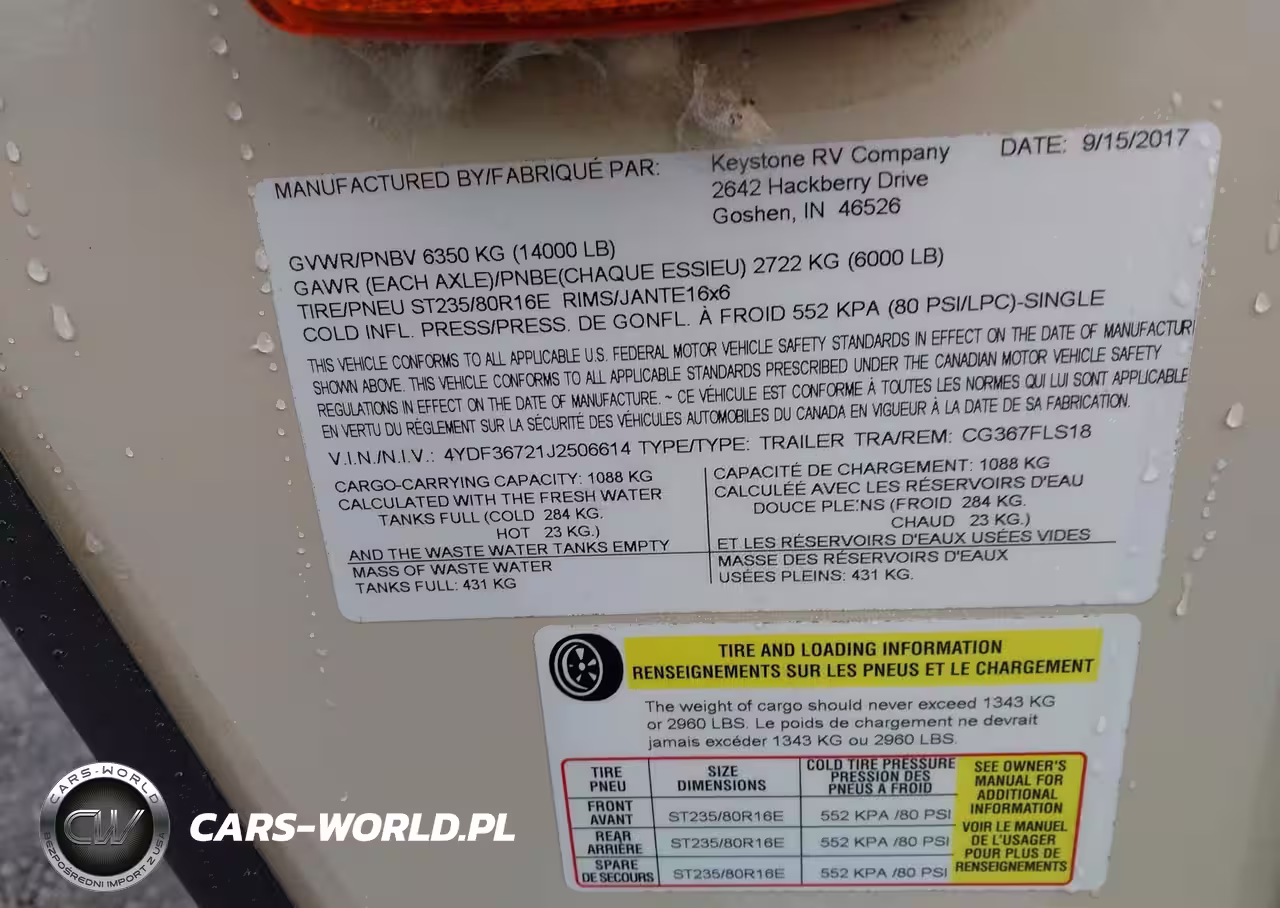 MANUFACTURED BY/FABRIQUÉ PAR: Keystone RV Company DATE: 9/15/2017
2642 Hackberry Drive
Goshen, IN 46526
GVWR/PNBV 6350 KG (14000 LB)
GAWR (EACH AXLE)/PNBE(CHAQUE ESSIEU) 2722 KG (6000 LB)
TIRE/PNEU ST235/80R16E RIMS/JANTE16x6
COLD INFL. PRESS/PRESS. DE GONFL. À FROID 552 KPA (80 PSI/LPC)-SINGLE
THIS VEHICLE CONFORMS TO ALL APPLICABLE U.S. FEDERAL MOTOR VEHICLE SAFETY STANDARDS IN EFFECT ON THE DATE OF MANUFACTUR
SHOWN ABOVE. THIS VEHICLE CONFORMS TO ALL APPLICABLE STANDARDS PRESCRIBED UNDER THE CANADIAN MOTOR VEHICLE SAFETY
REGULATIONS IN EFFECT ON THE DATE OF MANUFACTURE. ~ CE VÉHICULE EST CONFORME À TOUTES LES NORMES QUI LUI SONT APPLICABLE
EN VERTU DU RÉGLEMENT SUR LA SÉCURITÉ DES VÉHICULES AUTOMOBILES DU CANADA EN VIGUEUR À LA DATE DE SA FABRICATION.
V.I.N./N.I.V.: 4YDF36721J2506614 TYPE/TYPE: TRAILER TRA/REM: CG367FLS18
CARGO-CARRYING CAPACITY: 1088 KG
CALCULATED WITH THE FRESH WATER
TANKS FULL (COLD 284 KG.
HOT 23 KG.)
AND THE WASTE WATER TANKS EMPTY
MASS OF WASTE WATER
TANKS FULL: 431 KG
CAPACITÉ DE CHARGEMENT: 1088 KG
CALCULÉE AVEC LES RÉSERVOIRS D'EAU
DOUCE PLEINS (FROID 284 KG.
CHAUD 23 KG.)
ET LES RÉSERVOIRS D'EAUX USÉES VIDES
MASSE DES RÉSERVOIRS D'EAUX
USÉES PLEINS: 431 KG.
TIRE AND LOADING INFORMATION
RENSEIGNEMENTS SUR LES PNEUS ET LE CHARGEMENT
The weight of cargo should never exceed 1343 KG
or 2960 LBS. Le poids de chargement ne devrait
jamais excéder 1343 KG ou 2960 LBS.
TIRE
PNEU
SIZE
DIMENSIONS
COLD TIRE PRESSURE
PRESSION DES
PNEUS A FROID
FRONT
AVANT
ST235/80R16E 552 KPA /80 PSI
REAR
ARRIÈRE
ST235/80R16E 552 KPA /80 PSI
SPARE
DE SECOURS
ST235/80R16E 552 KPA /80 PSI
SEE OWNER'S
MANUAL FOR
ADDITIONAL
INFORMATION
VOIR LE MANUEL
DE L'USAGER
POUR PLUS DE
RENSEIGNEMENTS
CARS-WORLD
CW
BEZPOŚREDNI IMPORT Z USA
CARS-WORLD.PL